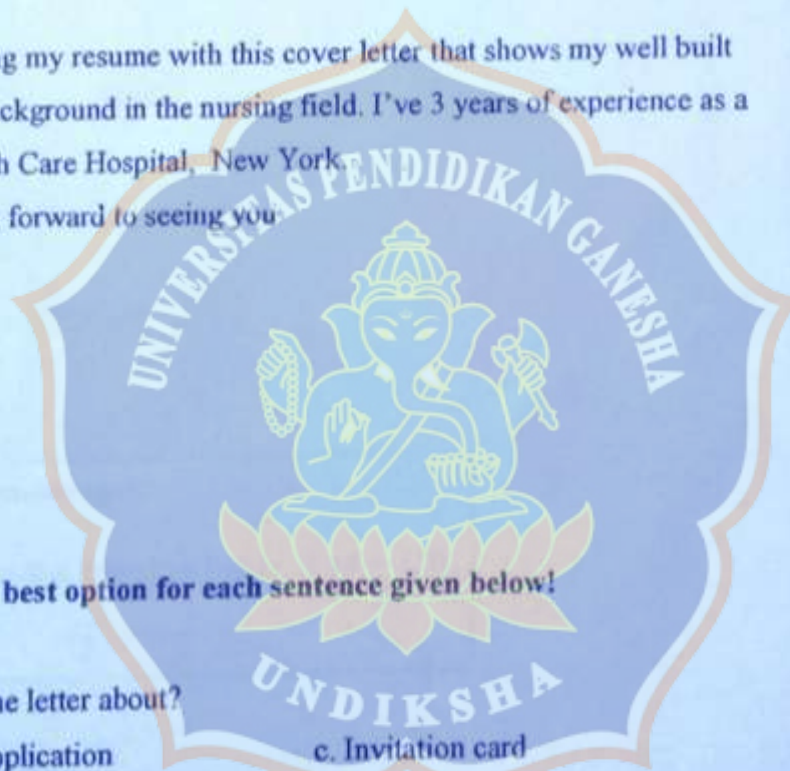 g my resume with this cover letter that shows my well built
ckground in the nursing field. I've 3 years of experience as a
h Care Hospital, New York.
forward to seeing you
UNIVERSITAS PENDIDIKAN GANESHA
best option for each sentence given below!
UNDIKSHA
ne letter about?
plication c. Invitation card